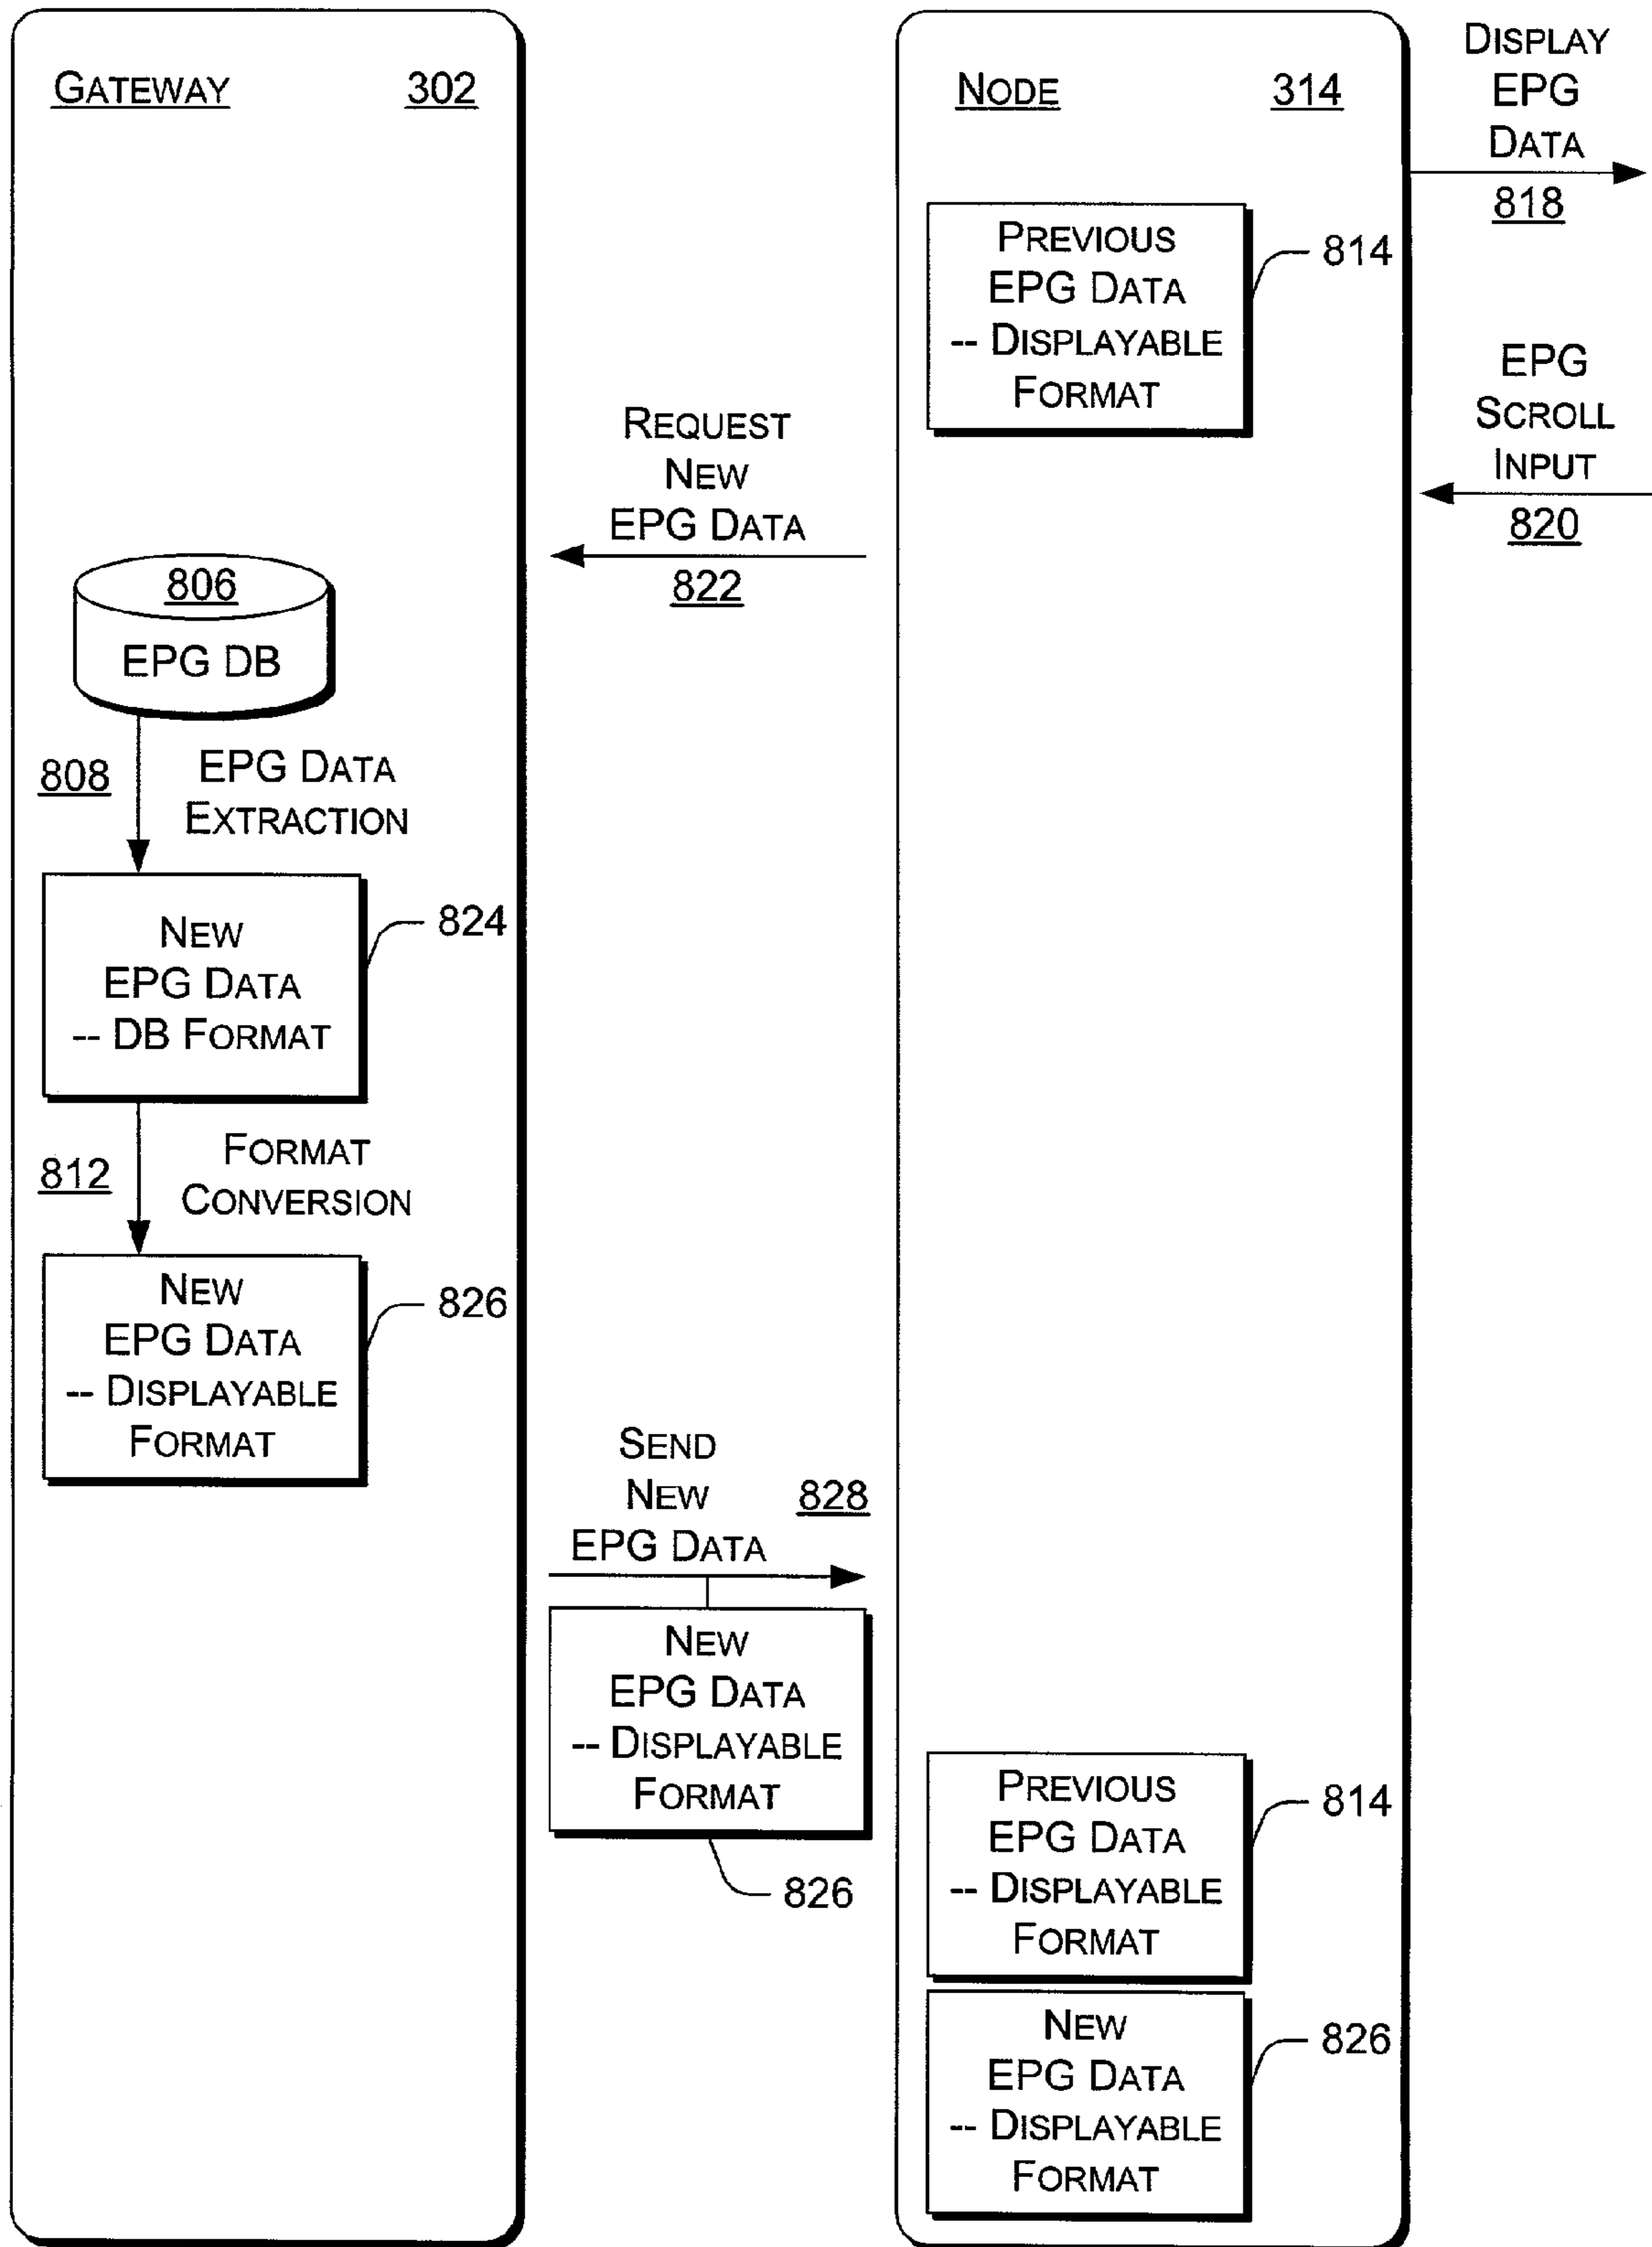 GATEWAY 302
NODE 314
DISPLAY
EPG
DATA
818
PREVIOUS
EPG DATA
-- DISPLAYABLE
FORMAT
814
EPG
SCROLL
INPUT
820
REQUEST
NEW
EPG DATA
822
806
EPG DB
808
EPG DATA
EXTRACTION
NEW
EPG DATA
-- DB FORMAT
824
812
FORMAT
CONVERSION
NEW
EPG DATA
-- DISPLAYABLE
FORMAT
826
SEND
NEW
EPG DATA
828
NEW
EPG DATA
-- DISPLAYABLE
FORMAT
826
PREVIOUS
EPG DATA
-- DISPLAYABLE
FORMAT
814
NEW
EPG DATA
-- DISPLAYABLE
FORMAT
826